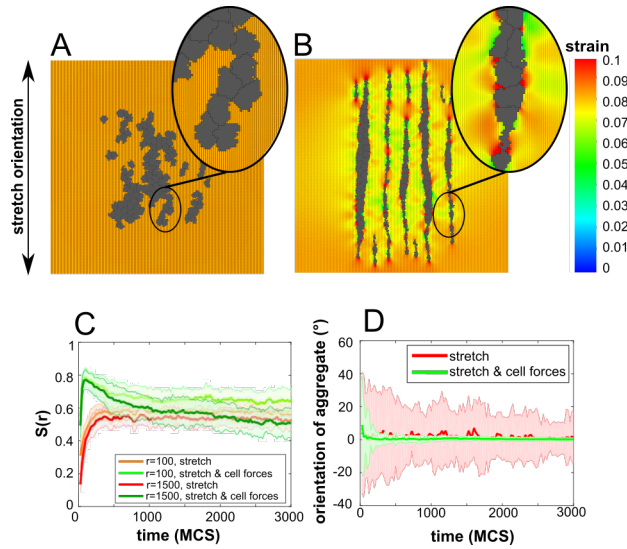 A
B
strain
stretch orientation
0.1
0.09
0.08
0.07
0.06
0.05
0.04
0.03
0.02
0.01
0
C
S(r)
1
0.8
0.6
0.4
0.2
0
r=100, stretch
r=100, stretch & cell forces
r=1500, stretch
r=1500, stretch & cell forces
0 1000 2000 3000
time (MCS)
D
orientation of aggregate (°)
60
40
20
0
-20
-40
stretch
stretch & cell forces
0 1000 2000 3000
time (MCS)